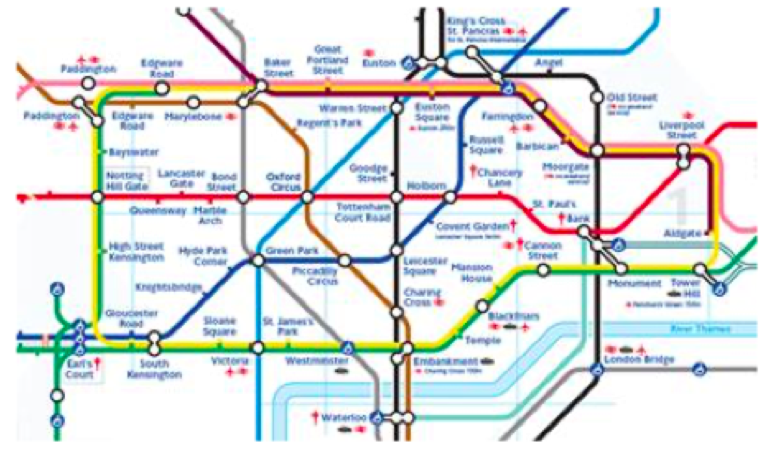 King's Cross
St. Pancras
Paddington
Edgware
Road
Baker
Street
Great
Portland
Street
Euston
Angel
Paddington
Edgware
Road
Marylebone
Warren Street
Regent's Park
Euston
Square
Farringdon
Old Street
Liverpool
Street
Bayswater
Russell
Square
Barbican
Moorgate
Notting
Hill Gate
Lancaster
Gate
Bond
Street
Oxford
Circus
Goodge
Street
Holborn
Chancery
Lane
Queensway
Marble
Arch
Tottenham
Court Road
St. Paul's
Bank
1
Aldgate
High Street
Kensington
Hyde Park
Corner
Green Park
Piccadilly
Circus
Covent Garden
Leicester
Square
Cannon
Street
Mansion
House
Monument
Tower
Hill
Knightsbridge
Charing
Cross
Gloucester
Road
Sloane
Square
St. James's
Park
Blackfriars
Temple
River Thames
Earl's
Court
South
Kensington
Victoria
Westminster
Embankment
Charing Cross 100m
London Bridge
Waterloo